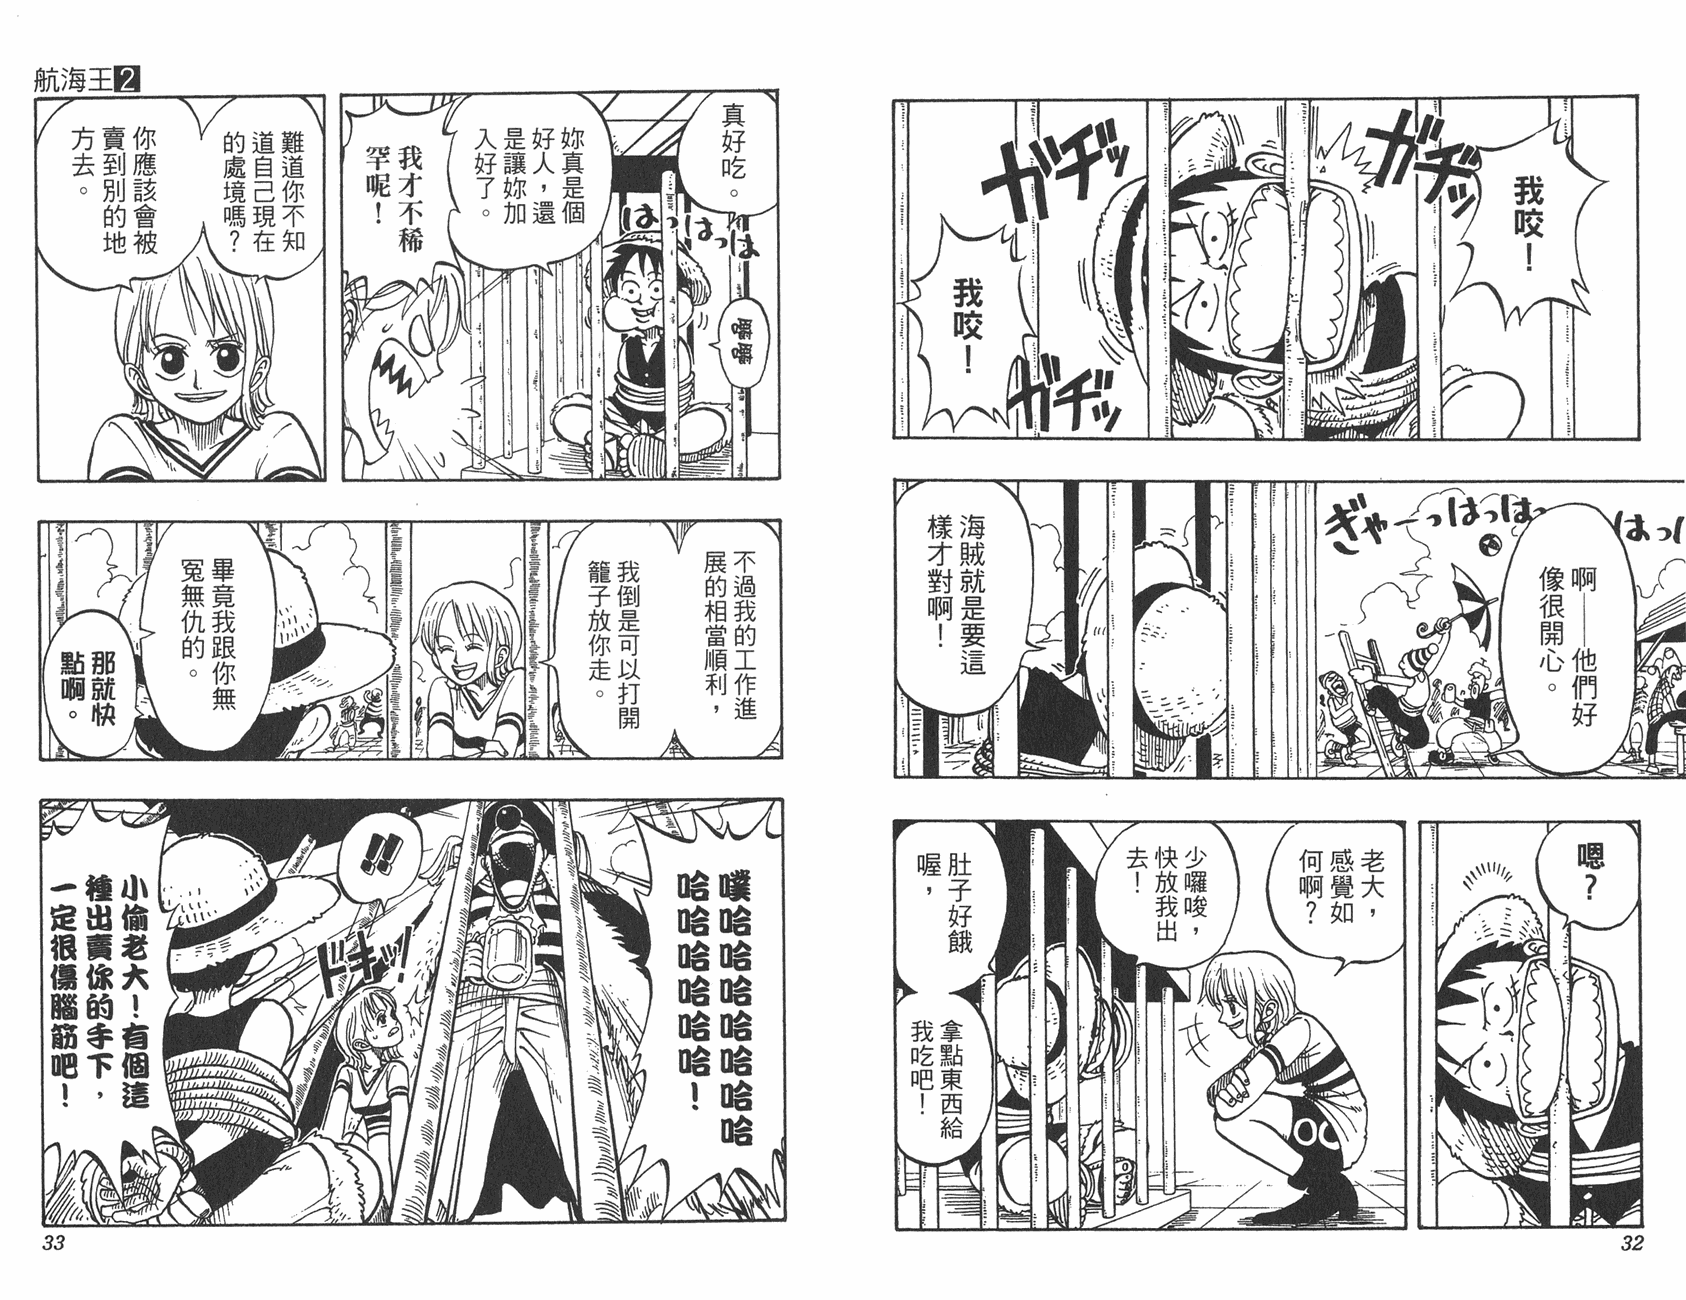 ガヂッ
我咬！
ガヂッ
我咬！
ガヂッ
啊——他們好
像很開心。
ぎゃーっはっはっ
はっ
海賊就是要這
樣才對啊！
嗯？
老大，
感覺如
何啊？
少囉唆，
快放我出
去！
肚子好餓
喔，
拿點東西給
我吃吧！
32
航海王2
真好吃。
はっはっは
嚼嚼
妳真是個
好人，還
是讓妳加
入好了。
我才不稀
罕呢！
難道你不知
道自己現在
的處境嗎？
你應該會被
賣到別的地
方去。
不過我的工作進
展的相當順利，
我倒是可以打開
籠子放你走。
畢竟我跟你無
冤無仇的。
那就快
點啊。
噗哈哈哈哈哈哈哈
哈哈哈哈哈哈！
!!
ドキッ！
小偷老大！有個這
種出賣你的手下，
一定很傷腦筋吧！
33